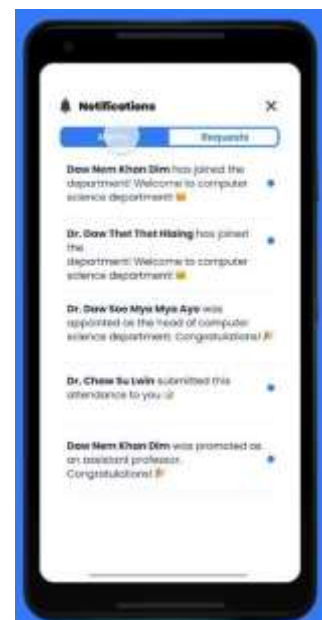 Notifications
Requests
Daw Nem Khan Dim has joined the
department! Welcome to computer
science department! 😄
Dr. Daw Thet Thet Hlaing has joined
the
department! Welcome to computer
science department! 😄
Dr. Daw Soe Mya Mya Aye was
appointed as the head of computer
science department. Congratulations! 🎉
Dr. Chaw Su Lwin submitted this
attendance to you
Daw Nem Khan Dim was promoted as
an assistant professor.
Congratulations! 🎉